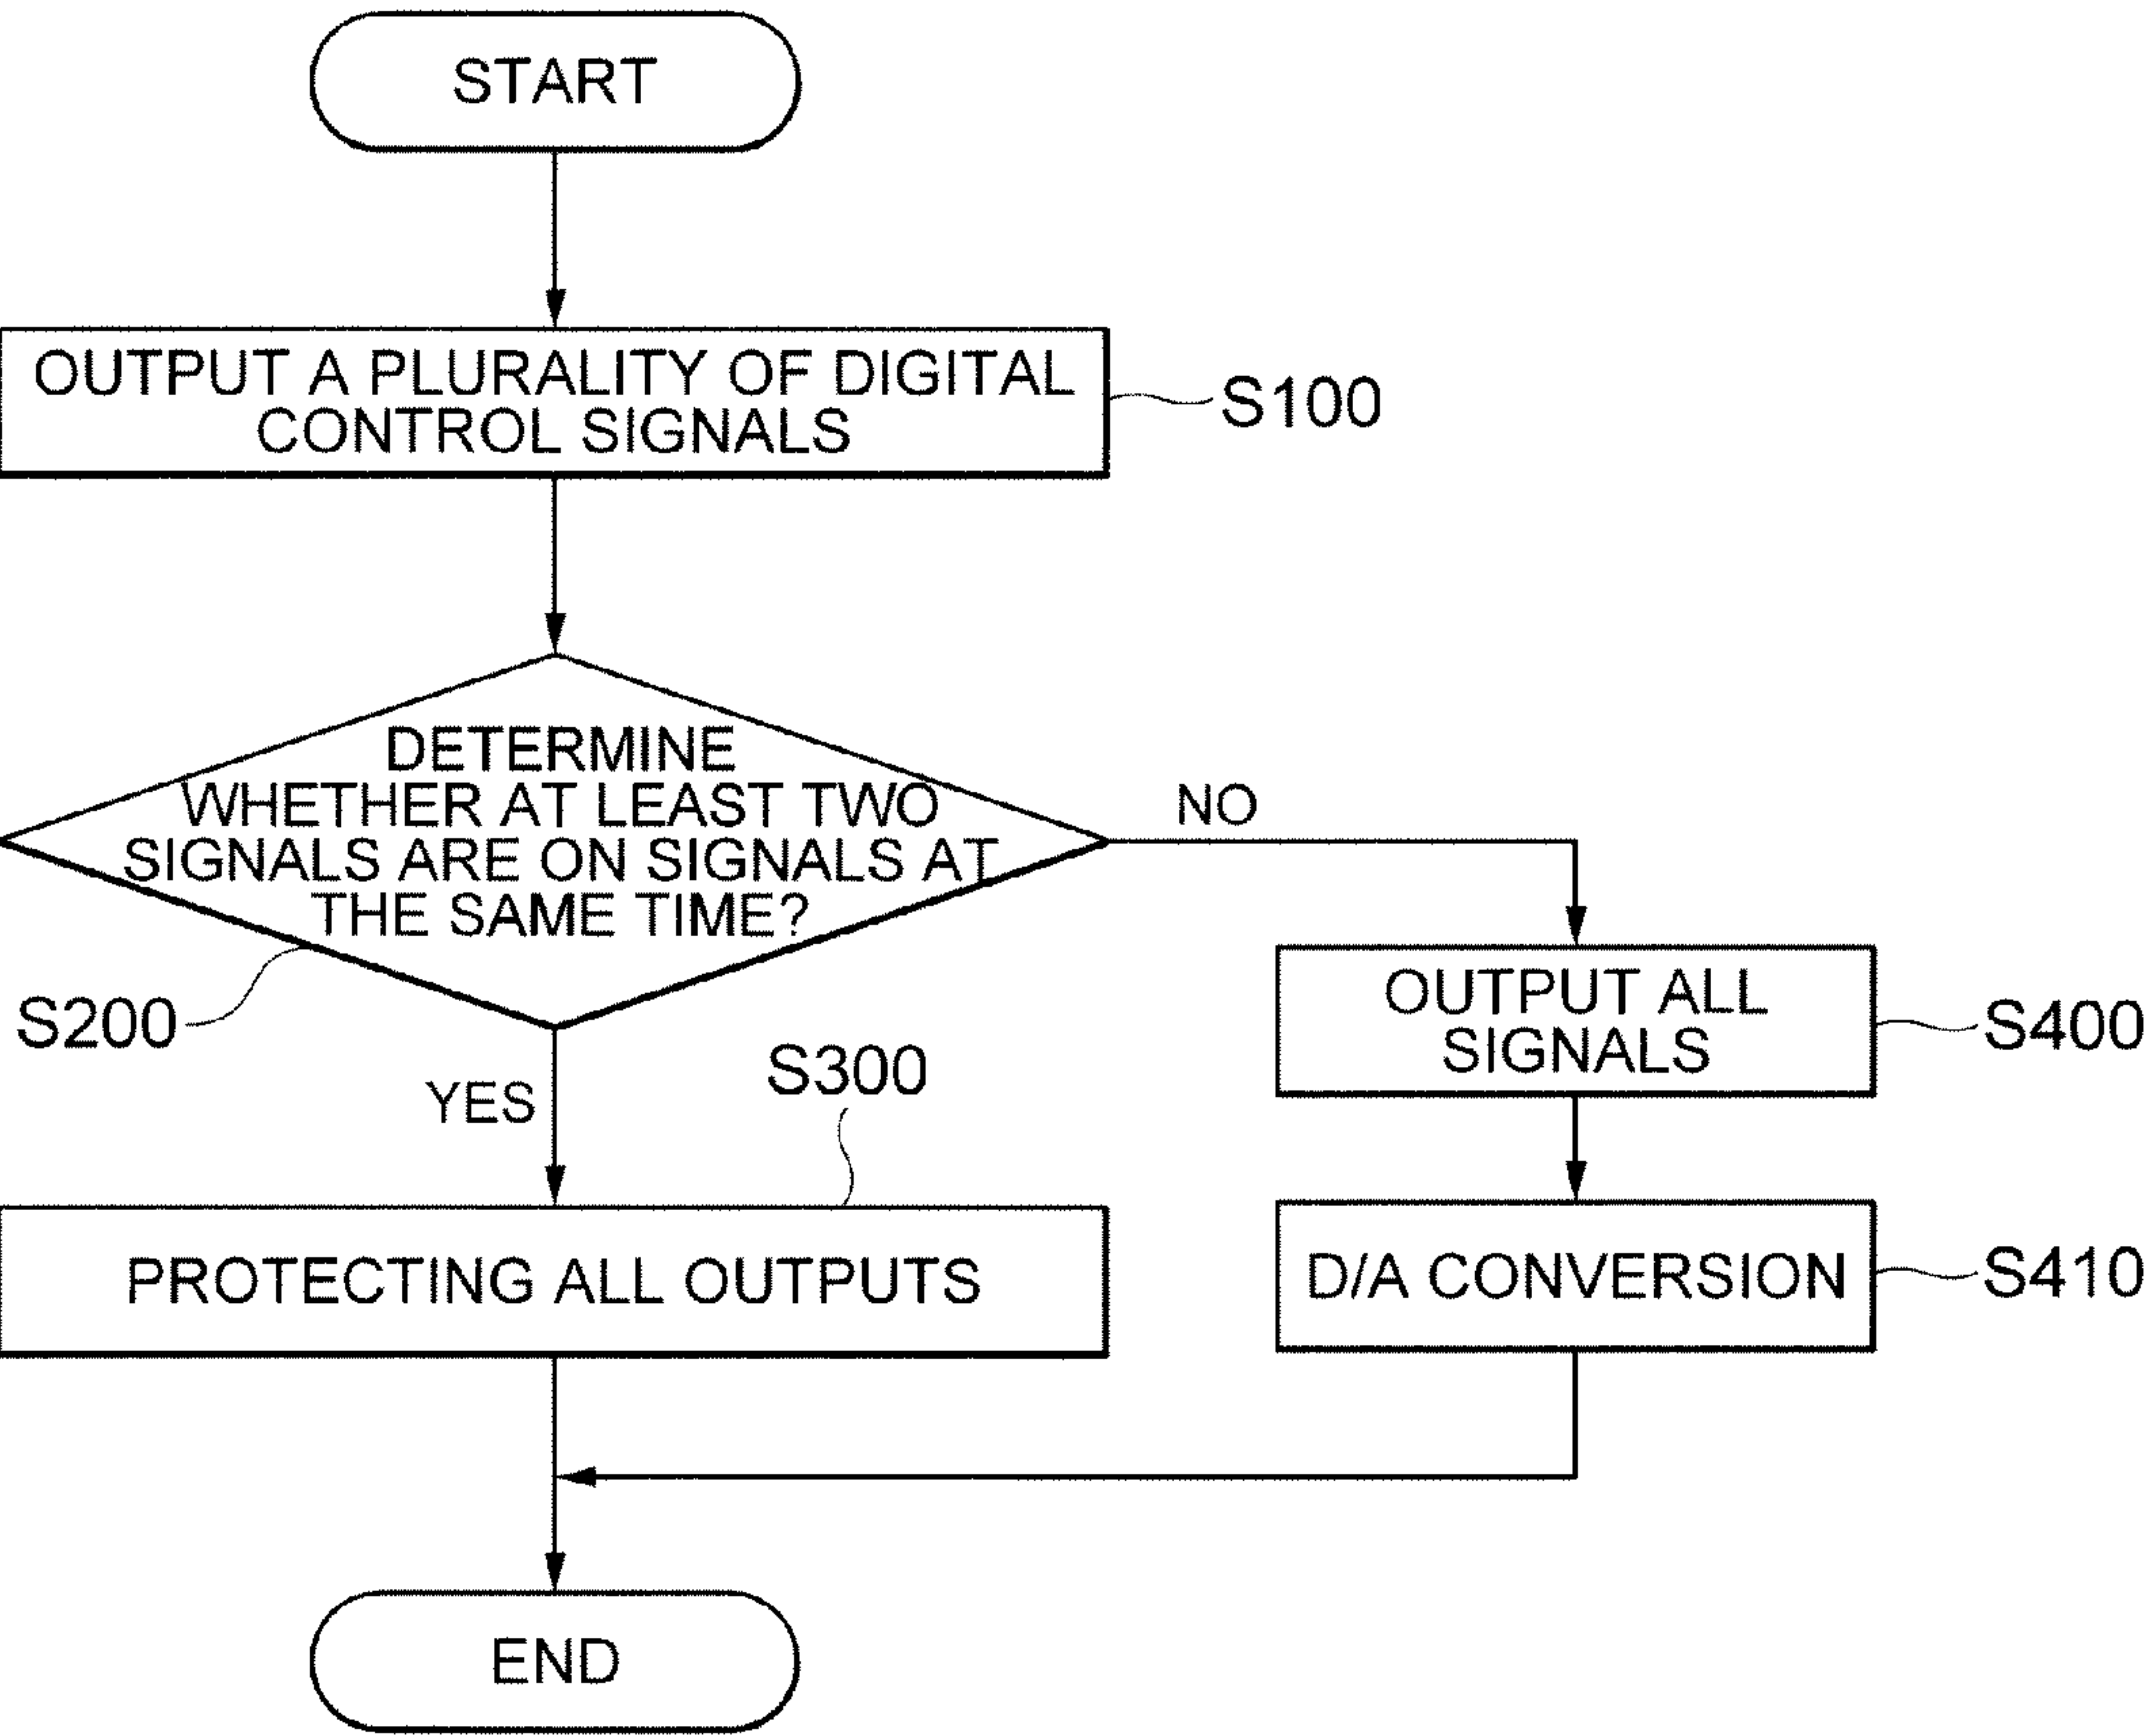 START
OUTPUT A PLURALITY OF DIGITAL
CONTROL SIGNALS
S100
DETERMINE
WHETHER AT LEAST TWO
SIGNALS ARE ON SIGNALS AT
THE SAME TIME?
S200
NO
YES
OUTPUT ALL
SIGNALS
S400
S300
PROTECTING ALL OUTPUTS
D/A CONVERSION
S410
END